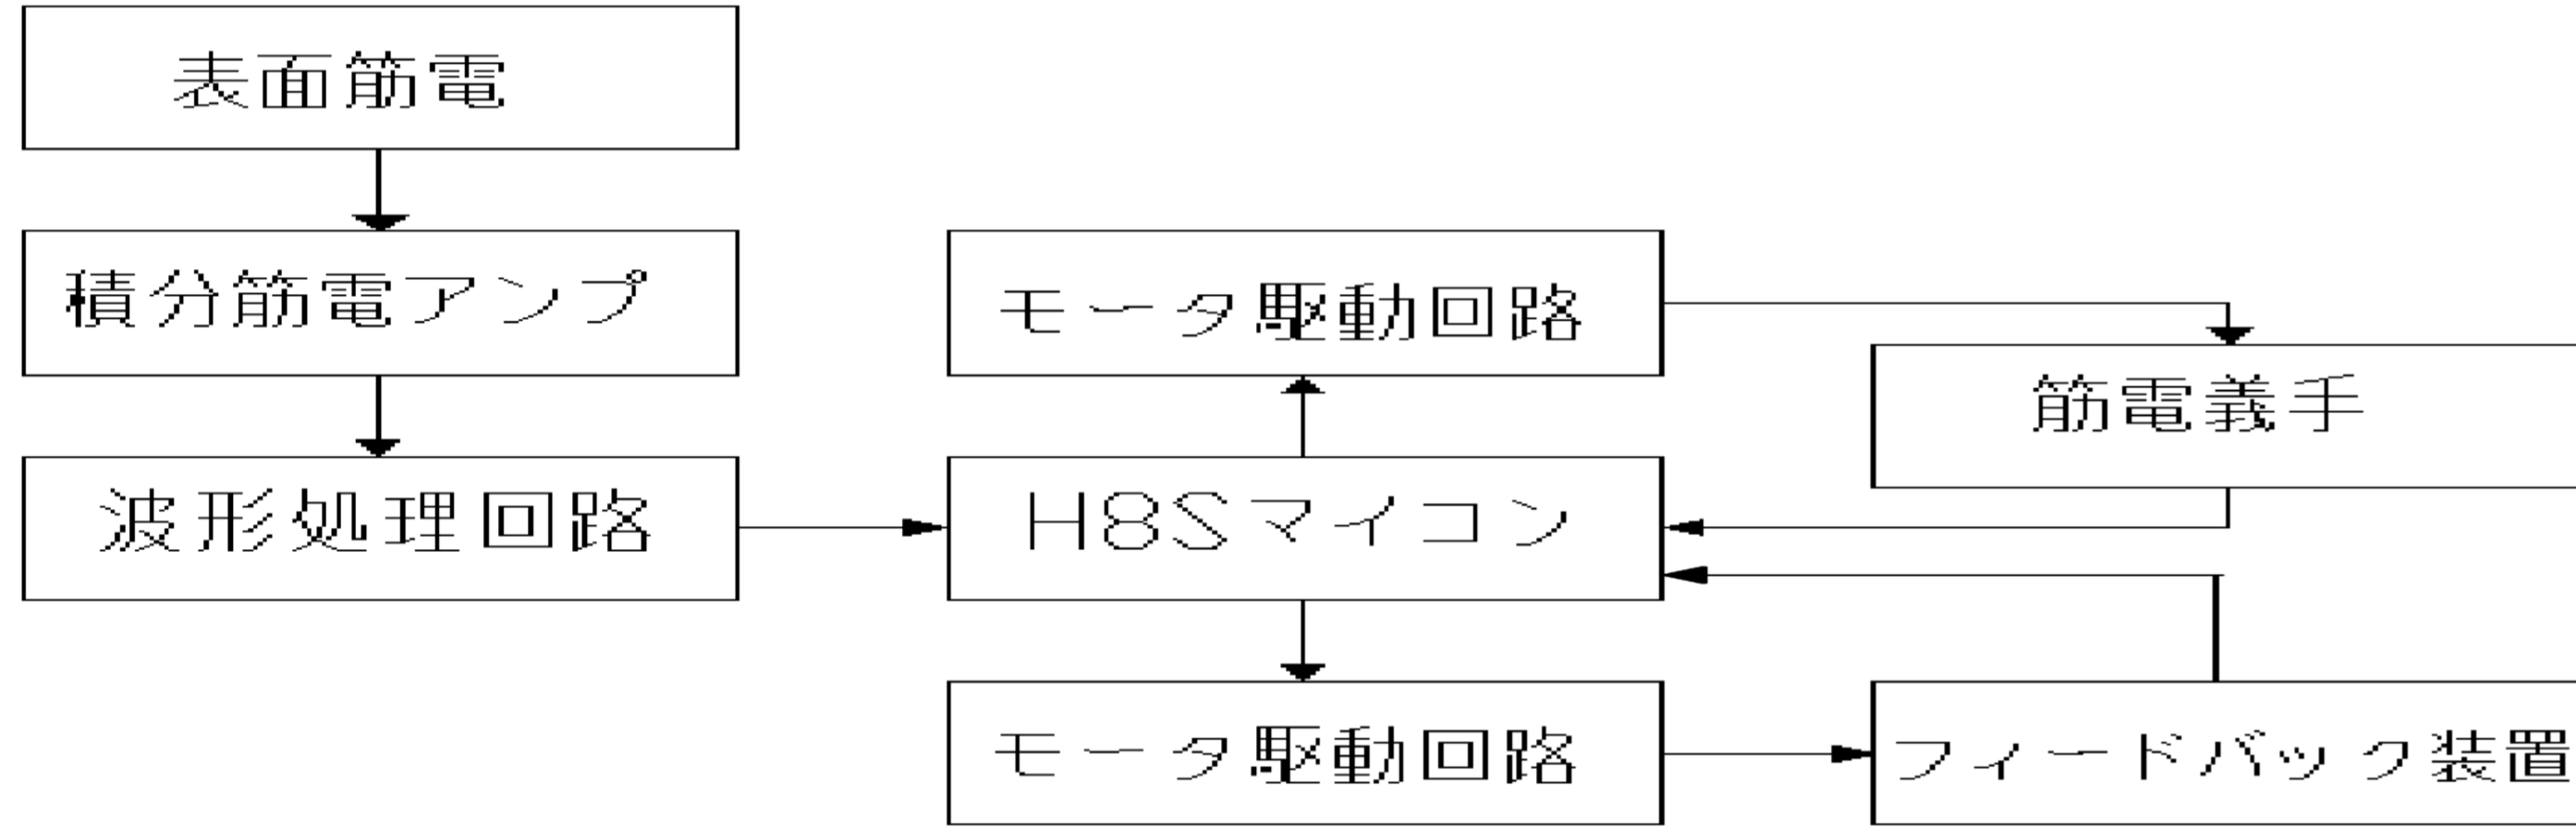 表面筋電
積分筋電アンプ
モータ駆動回路
筋電義手
波形処理回路
H8Sマイコン
モータ駆動回路
フィードバック装置